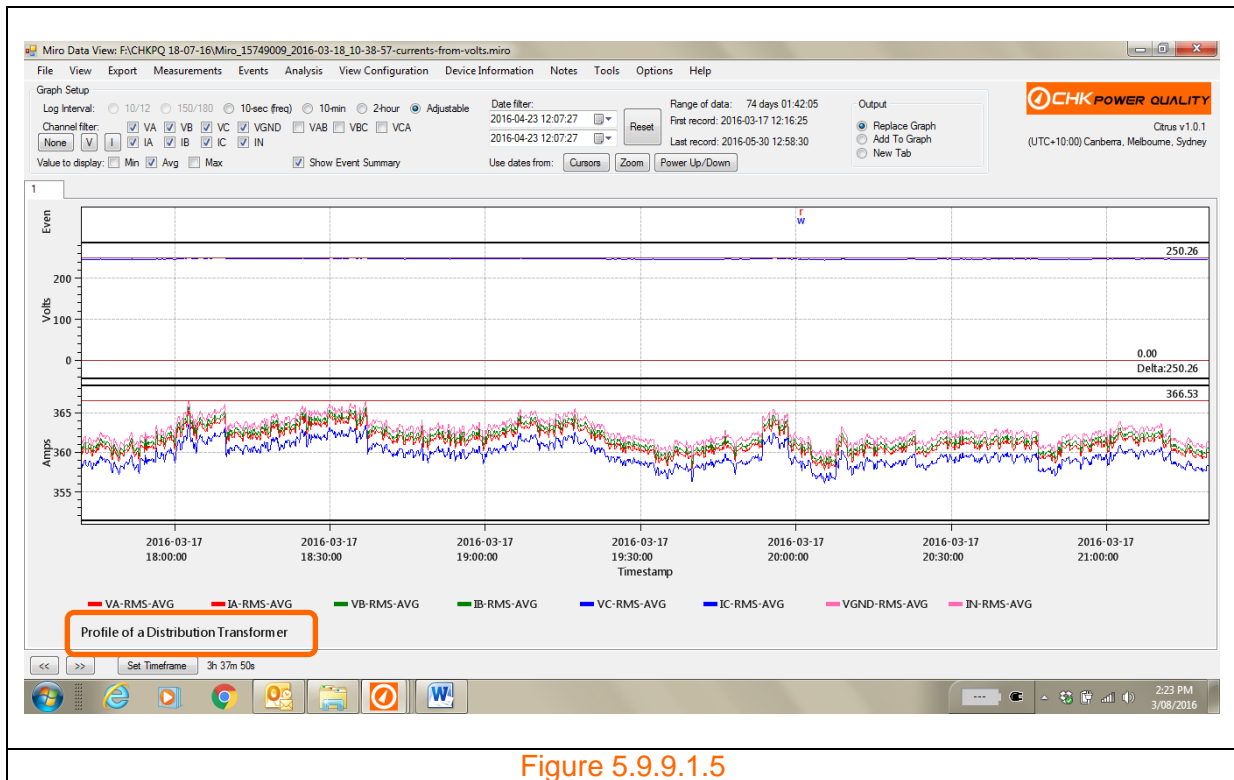 Miro Data View: F:\CHKPQ 18-07-16\Miro_15749009_2016-03-18_10-38-57-currents-from-volts.miro
File View Export Measurements Events Analysis View Configuration Device Information Notes Tools Options Help
Graph Setup
Log Interval: 10/12 150/180 10-sec (freq) 10-min 2-hour Adjustable
Channel filter: VA VB VC VGND VAB VBC VCA
None V I IA IB IC IN
Value to display: Min Avg Max Show Event Summary
Date filter:
2016-04-23 12:07:27
2016-04-23 12:07:27
Reset
Use dates from: Cursors Zoom Power Up/Down
Range of data: 74 days 01:42:05
First record: 2016-03-17 12:16:25
Last record: 2016-05-30 12:58:30
Output
Replace Graph
Add To Graph
New Tab
CHK POWER QUALITY
Citrus v1.0.1
(UTC+10:00) Canberra, Melbourne, Sydney
1
Even
r
w
250.26
Volts
200
100
0
0.00
Delta:250.26
366.53
Amps
365
360
355
2016-03-17 2016-03-17 2016-03-17 2016-03-17 2016-03-17 2016-03-17 2016-03-17
18:00:00 18:30:00 19:00:00 19:30:00 20:00:00 20:30:00 21:00:00
Timestamp
VA-RMS-AVG IA-RMS-AVG VB-RMS-AVG IB-RMS-AVG VC-RMS-AVG IC-RMS-AVG VGND-RMS-AVG IN-RMS-AVG
Profile of a Distribution Transformer
<< >> Set Timeframe 3h 37m 50s
2:23 PM
3/08/2016
Figure 5.9.9.1.5